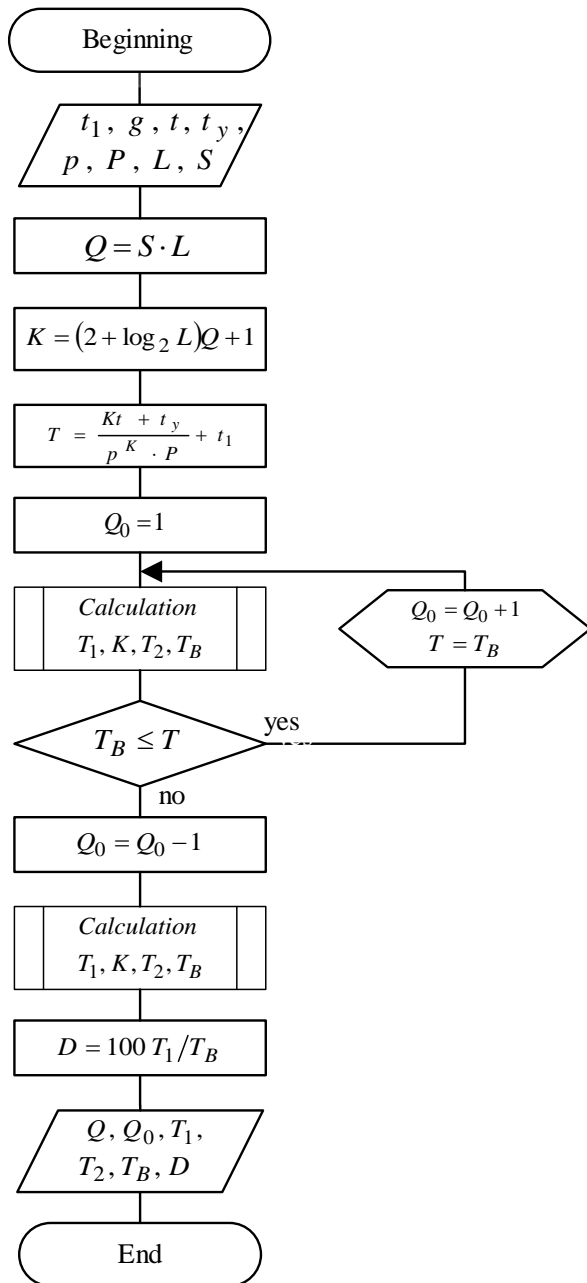 Beginning
t₁, g, t, t_y,
p, P, L, S
Q = S · L
K = (2 + log₂ L)Q + 1
T = (Kt + t_y) / (p^K · P) + t₁
Q₀ = 1
Calculation
T₁, K, T₂, T_B
Q₀ = Q₀ + 1
T = T_B
T_B ≤ T
yes
no
Q₀ = Q₀ − 1
Calculation
T₁, K, T₂, T_B
D = 100 T₁/T_B
Q, Q₀, T₁,
T₂, T_B, D
End